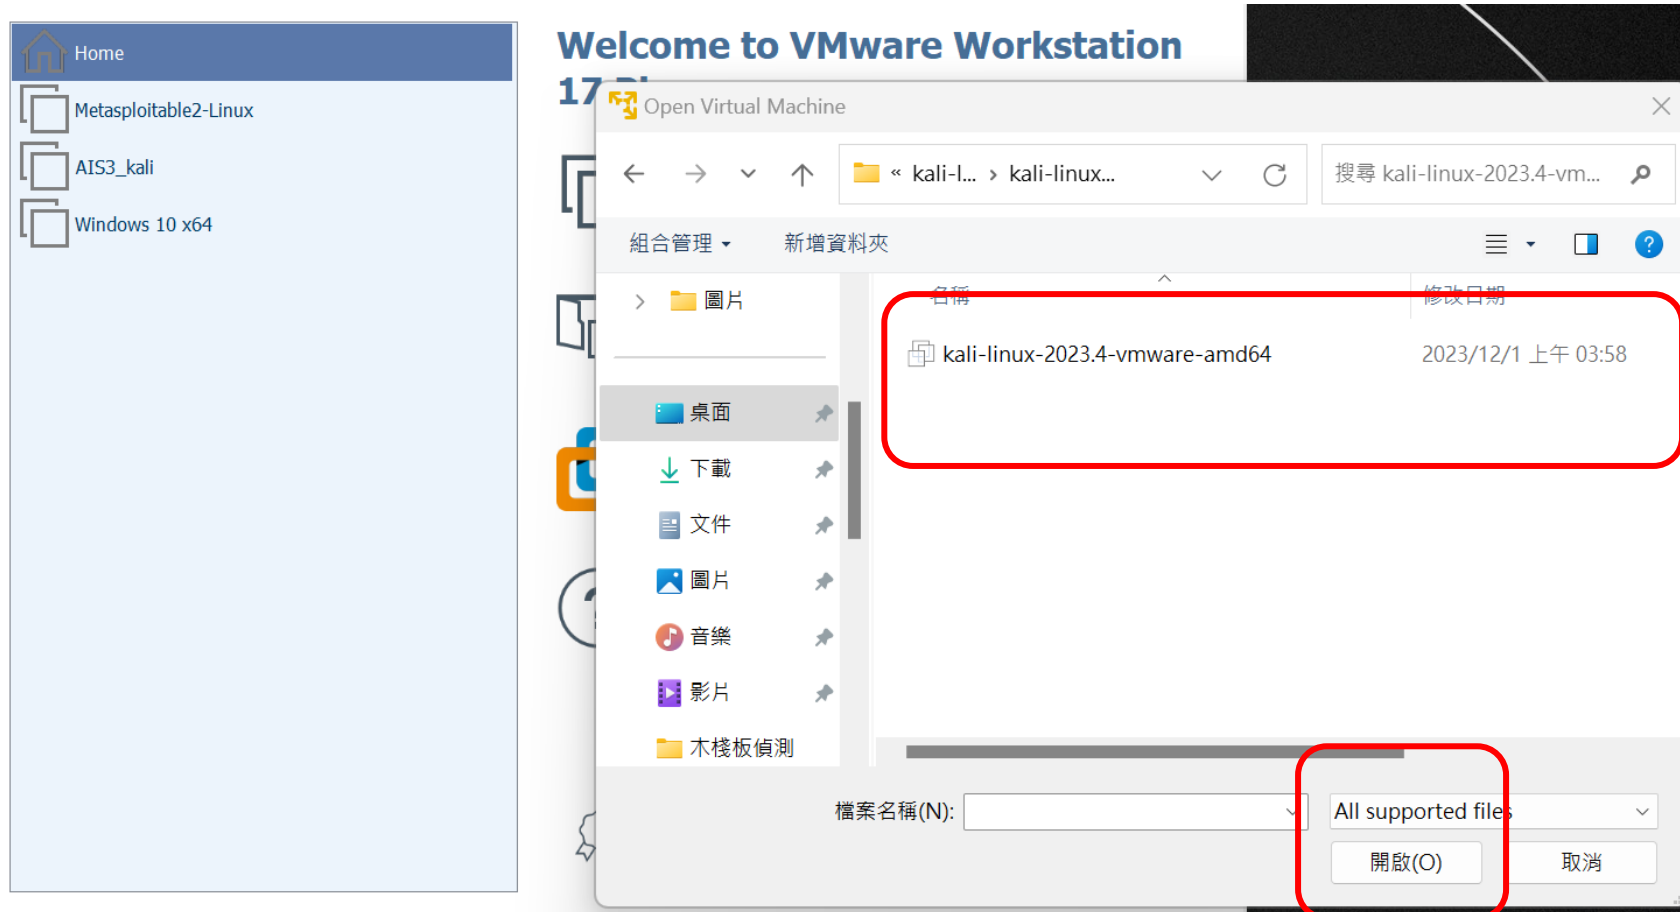 Home
Metasploitable2-Linux
AIS3_kali
Windows 10 x64
Welcome to VMware Workstation
17
Open Virtual Machine
« kali-l... › kali-linux...
搜尋 kali-linux-2023.4-vm...
組合管理
新增資料夾
圖片
名稱
修改日期
kali-linux-2023.4-vmware-amd64
2023/12/1 上午 03:58
桌面
下載
文件
圖片
音樂
影片
木棧板偵測
檔案名稱(N):
All supported files
開啟(O)
取消